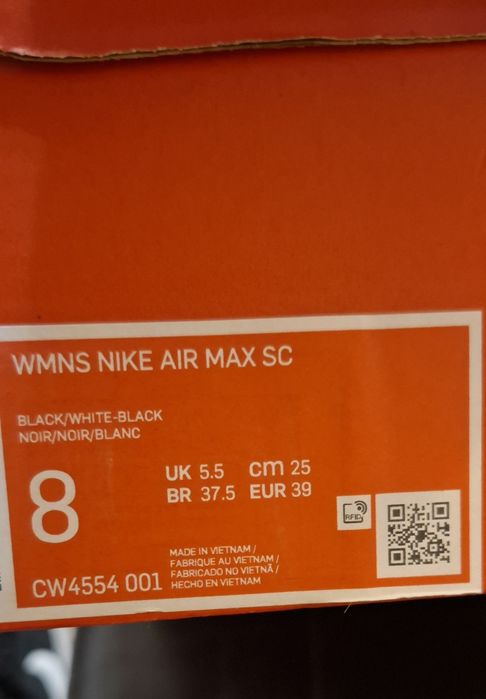 WMNS NIKE AIR MAX SC
BLACK/WHITE-BLACK
NOIR/NOIR/BLANC
8
UK 5.5 cm 25
BR 37.5 EUR 39
RFID
MADE IN VIETNAM /
FABRIQUE AU VIETNAM /
FABRICADO NO VIETNÃ /
HECHO EN VIETNAM
CW4554 001